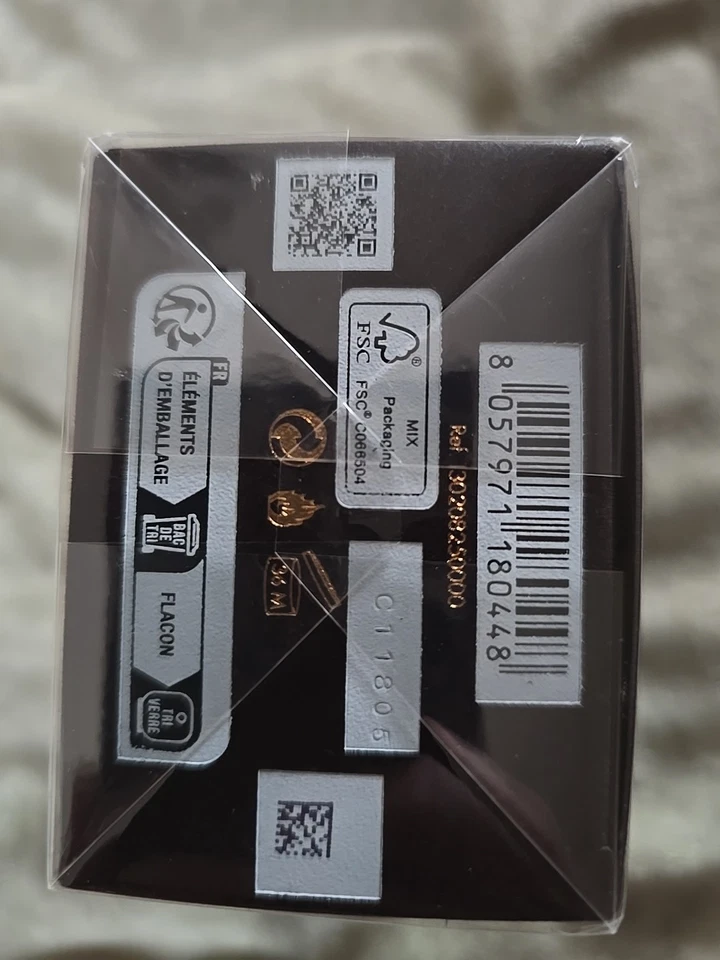 8 057971 180448
Ref. 30208250000
FSC
MIX
Packaging
FSC® C066504
C11805
36 M
FR
ÉLÉMENTS
D'EMBALLAGE
BAC
DE
TRI
FLACON
TRI
VERRE